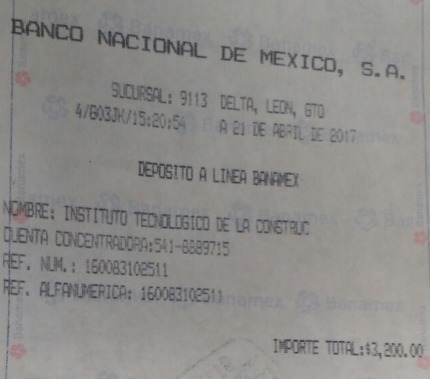 BANCO NACIONAL DE MEXICO, S.A.
SUCURSAL: 9113 DELTA, LEON, GTO
4/G03JK/15:20:54 A 21 DE ABRIL DE 2017
DEPOSITO A LINEA BANAMEX
NOMBRE: INSTITUTO TECNOLOGICO DE LA CONSTRUC
CUENTA CONCENTRADORA:541-8889715
REF. NUM.: 160083102511
REF. ALFANUMERICA: 160083102511
IMPORTE TOTAL:$3,200.00